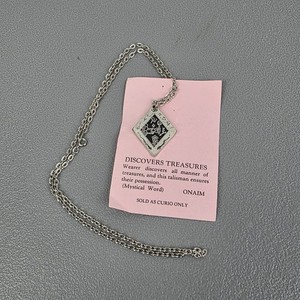 DISCOVERS TREASURES
Wearer discovers all manner of
treasures, and this talisman ensures
their possession.
(Mystical Word) ONAIM
SOLD AS CURIO ONLY